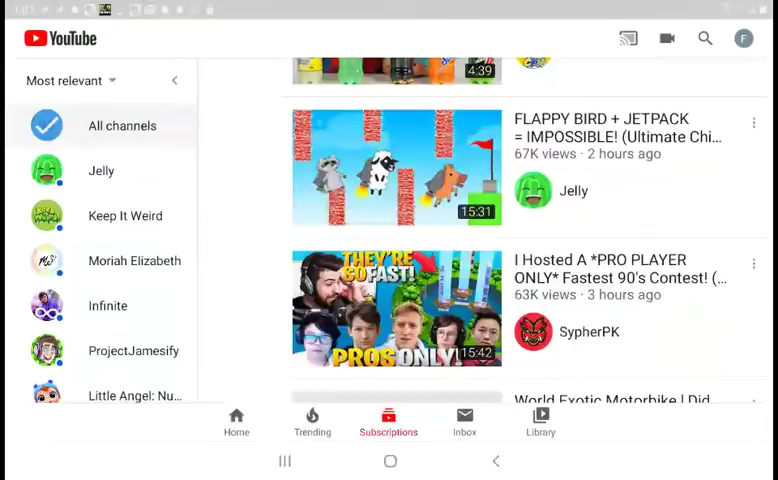 1:07
YouTube
F
Most relevant
All channels
Jelly
Keep It Weird
Moriah Elizabeth
Infinite
ProjectJamesify
Little Angel: Nu...
4:39
FLAPPY BIRD + JETPACK
= IMPOSSIBLE! (Ultimate Chi...
67K views · 2 hours ago
Jelly
15:31
THEY'RE
SO FAST!
PROS ONLY!
15:42
I Hosted A *PRO PLAYER
ONLY* Fastest 90's Contest! (...
63K views · 3 hours ago
SypherPK
World Exotic Motorbike | Did
Home
Trending
Subscriptions
Inbox
Library